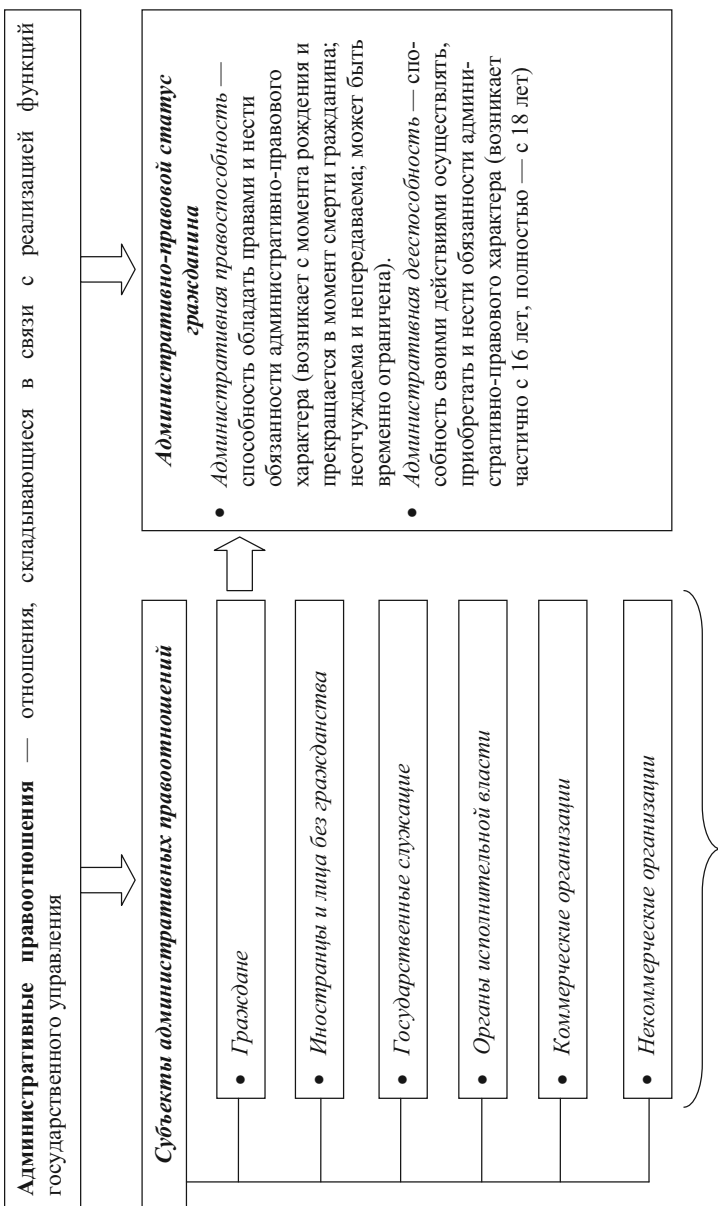 Административные правоотношения — отношения, складывающиеся в связи с реализацией функций
государственного управления
Субъекты административных правоотношений
• Граждане
• Иностранцы и лица без гражданства
• Государственные служащие
• Органы исполнительной власти
• Коммерческие организации
• Некоммерческие организации
Административно-правовой статус
гражданина
• Административная правоспособность —
способность обладать правами и нести
обязанности административно-правового
характера (возникает с момента рождения и
прекращается в момент смерти гражданина;
неотчуждаема и непередаваема; может быть
временно ограничена).
• Административная дееспособность — спо-
собность своими действиями осуществлять,
приобретать и нести обязанности админи-
стративно-правового характера (возникает
частично с 16 лет, полностью — с 18 лет)